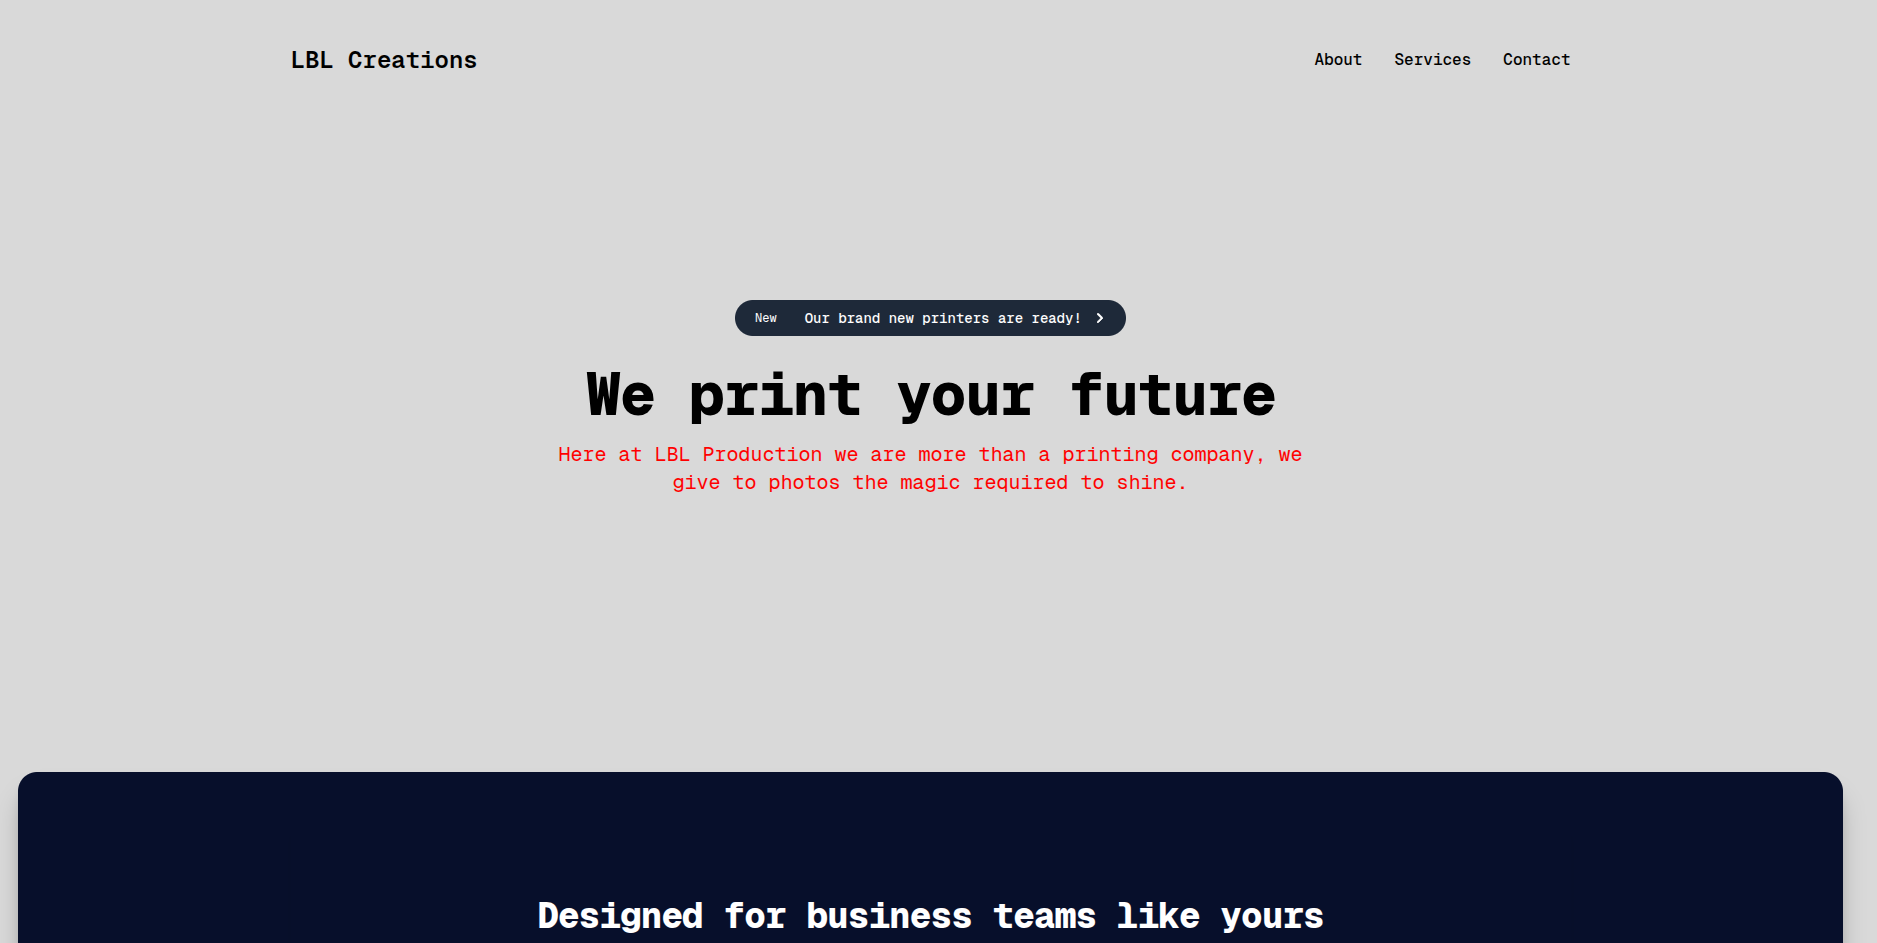 LBL Creations
About Services Contact
New Our brand new printers are ready!
We print your future
Here at LBL Production we are more than a printing company, we
give to photos the magic required to shine.
Designed for business teams like yours